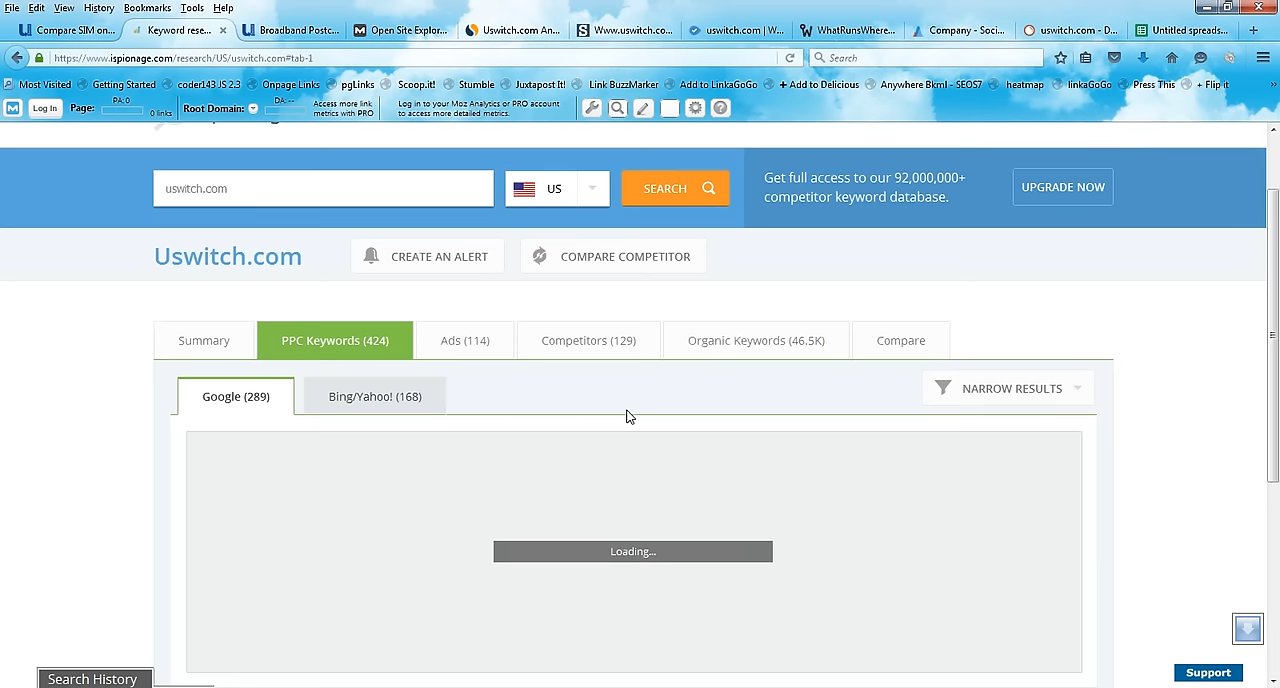 File Edit View History Bookmarks Tools Help
Compare SIM on... Keyword rese... Broadband Postc... Open Site Explor... Uswitch.com An... Www.uswitch.co... uswitch.com | W... WhatRunsWhere... Company - Soci... uswitch.com - D... Untitled spreads...
https://www.ispionage.com/research/US/uswitch.com#tab-1 Search
Most Visited Getting Started coder143 JS 2.3 Onpage Links pgLinks Scoop.it! Stumble Juxtapost It! Link BuzzMarker Add to LinkaGoGo + Add to Delicious Anywhere Bkml - SEOS7 heatmap linkaGoGo Press This + Flip it
Log In Page: PA: 0 0 links Root Domain: DA: -- Access more link metrics with PRO Log in to your Moz Analytics or PRO account to access more detailed metrics.
uswitch.com US SEARCH
Get full access to our 92,000,000+
competitor keyword database.
UPGRADE NOW
Uswitch.com CREATE AN ALERT COMPARE COMPETITOR
Summary PPC Keywords (424) Ads (114) Competitors (129) Organic Keywords (46.5K) Compare
Google (289) Bing/Yahoo! (168) NARROW RESULTS
Loading...
Search History
Support